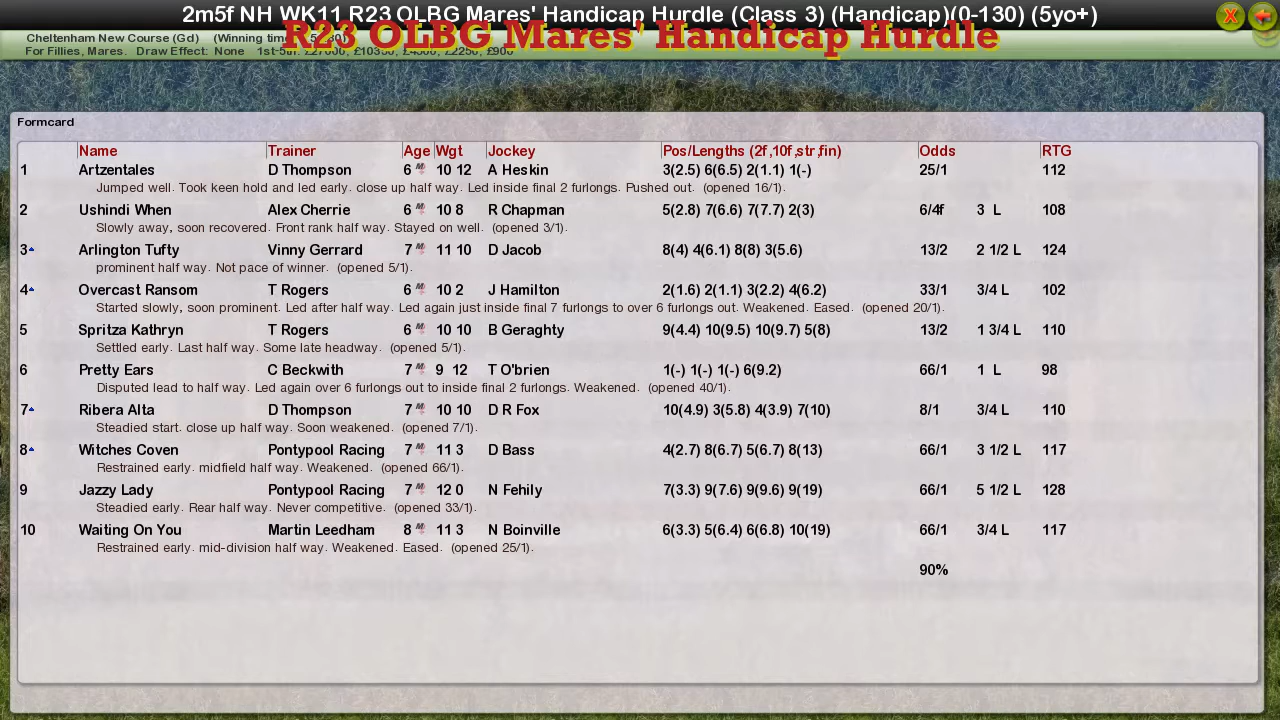 2m5f NH WK11 R23 OLBG Mares' Handicap Hurdle (Class 3) (Handicap)(0-130) (5yo+)
R23 OLBG Mares' Handicap Hurdle
Cheltenham New Course (Gd) (Winning
For Fillies, Mares. Draw Effect: None 1st-5th: £27000, £10350, £4500, £2250, £900
Formcard
Name Trainer Age Wgt Jockey Pos/Lengths (2f,10f,str,fin) Odds RTG
1 Artzentales D Thompson 6 10 12 A Heskin 3(2.5) 6(6.5) 2(1.1) 1(-) 25/1 112
Jumped well. Took keen hold and led early. close up half way. Led inside final 2 furlongs. Pushed out. (opened 16/1).
2 Ushindi When Alex Cherrie 6 10 8 R Chapman 5(2.8) 7(6.6) 7(7.7) 2(3) 6/4f 3 L 108
Slowly away, soon recovered. Front rank half way. Stayed on well. (opened 3/1).
3 Arlington Tufty Vinny Gerrard 7 11 10 D Jacob 8(4) 4(6.1) 8(8) 3(5.6) 13/2 2 1/2 L 124
prominent half way. Not pace of winner. (opened 5/1).
4 Overcast Ransom T Rogers 6 10 2 J Hamilton 2(1.6) 2(1.1) 3(2.2) 4(6.2) 33/1 3/4 L 102
Started slowly, soon prominent. Led after half way. Led again just inside final 7 furlongs to over 6 furlongs out. Weakened. Eased. (opened 20/1).
5 Spritza Kathryn T Rogers 6 10 10 B Geraghty 9(4.4) 10(9.5) 10(9.7) 5(8) 13/2 1 3/4 L 110
Settled early. Last half way. Some late headway. (opened 5/1).
6 Pretty Ears C Beckwith 7 9 12 T O'brien 1(-) 1(-) 1(-) 6(9.2) 66/1 1 L 98
Disputed lead to half way. Led again over 6 furlongs out to inside final 2 furlongs. Weakened. (opened 40/1).
7 Ribera Alta D Thompson 7 10 10 D R Fox 10(4.9) 3(5.8) 4(3.9) 7(10) 8/1 3/4 L 110
Steadied start. close up half way. Soon weakened. (opened 7/1).
8 Witches Coven Pontypool Racing 7 11 3 D Bass 4(2.7) 8(6.7) 5(6.7) 8(13) 66/1 3 1/2 L 117
Restrained early. midfield half way. Weakened. (opened 66/1).
9 Jazzy Lady Pontypool Racing 7 12 0 N Fehily 7(3.3) 9(7.6) 9(9.6) 9(19) 66/1 5 1/2 L 128
Steadied early. Rear half way. Never competitive. (opened 33/1).
10 Waiting On You Martin Leedham 8 11 3 N Boinville 6(3.3) 5(6.4) 6(6.8) 10(19) 66/1 3/4 L 117
Restrained early. mid-division half way. Weakened. Eased. (opened 25/1).
90%